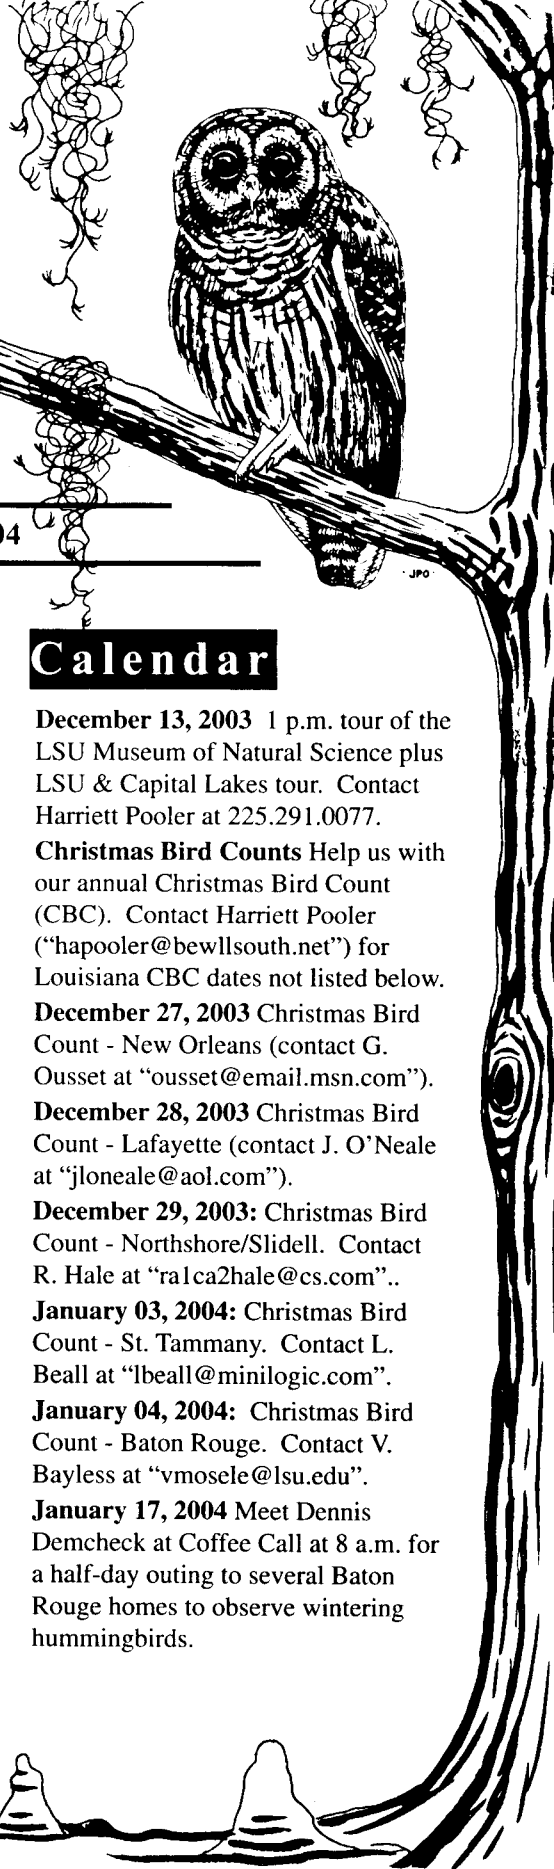 04
JPO
Calendar
December 13, 2003 1 p.m. tour of the
LSU Museum of Natural Science plus
LSU & Capital Lakes tour. Contact
Harriett Pooler at 225.291.0077.
Christmas Bird Counts Help us with
our annual Christmas Bird Count
(CBC). Contact Harriett Pooler
(“hapooler@bewllsouth.net”) for
Louisiana CBC dates not listed below.
December 27, 2003 Christmas Bird
Count - New Orleans (contact G.
Ousset at “ousset@email.msn.com”).
December 28, 2003 Christmas Bird
Count - Lafayette (contact J. O’Neale
at “jloneale@aol.com”).
December 29, 2003: Christmas Bird
Count - Northshore/Slidell. Contact
R. Hale at “ra1ca2hale@cs.com”..
January 03, 2004: Christmas Bird
Count - St. Tammany. Contact L.
Beall at “lbeall@minilogic.com”.
January 04, 2004: Christmas Bird
Count - Baton Rouge. Contact V.
Bayless at “vmosele@lsu.edu”.
January 17, 2004 Meet Dennis
Demcheck at Coffee Call at 8 a.m. for
a half-day outing to several Baton
Rouge homes to observe wintering
hummingbirds.